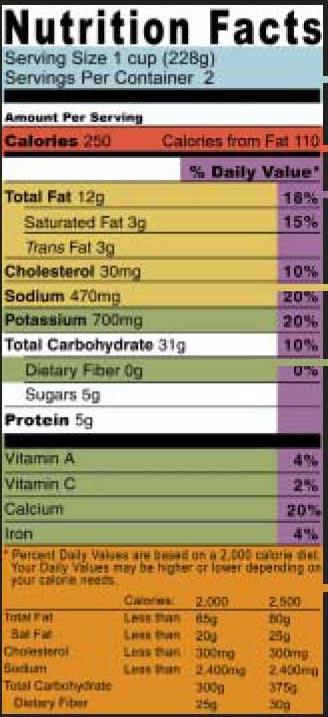 Nutrition Facts
Serving Size 1 cup (228g)
Servings Per Container 2
Amount Per Serving
Calories 250 Calories from Fat 110
% Daily Value*
Total Fat 12g 18%
Saturated Fat 3g 15%
Trans Fat 3g
Cholesterol 30mg 10%
Sodium 470mg 20%
Potassium 700mg 20%
Total Carbohydrate 31g 10%
Dietary Fiber 0g 0%
Sugars 5g
Protein 5g
Vitamin A 4%
Vitamin C 2%
Calcium 20%
Iron 4%
* Percent Daily Values are based on a 2,000 calorie diet.
Your Daily Values may be higher or lower depending on
your calorie needs.
Calories: 2,000 2,500
Total Fat Less than 65g 80g
Sat Fat Less than 20g 25g
Cholesterol Less than 300mg 300mg
Sodium Less than 2,400mg 2,400mg
Total Carbohydrate 300g 375g
Dietary Fiber 25g 30g